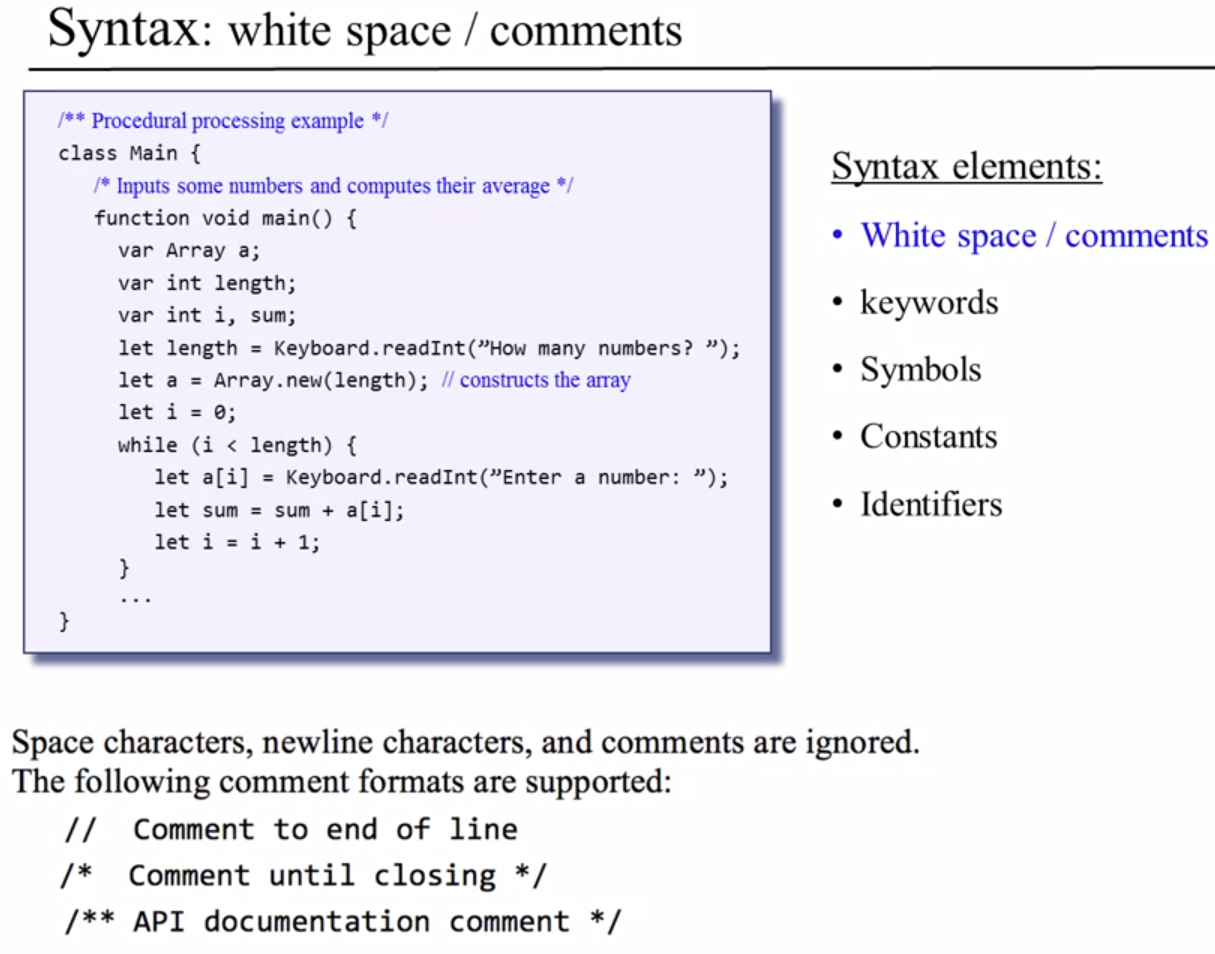 Syntax: white space / comments
/** Procedural processing example */
class Main {
/* Inputs some numbers and computes their average */
function void main() {
var Array a;
var int length;
var int i, sum;
let length = Keyboard.readInt(”How many numbers? ”);
let a = Array.new(length); // constructs the array
let i = 0;
while (i < length) {
let a[i] = Keyboard.readInt(”Enter a number: ”);
let sum = sum + a[i];
let i = i + 1;
}
...
}
Syntax elements:
• White space / comments
• keywords
• Symbols
• Constants
• Identifiers
Space characters, newline characters, and comments are ignored.
The following comment formats are supported:
// Comment to end of line
/* Comment until closing */
/** API documentation comment */